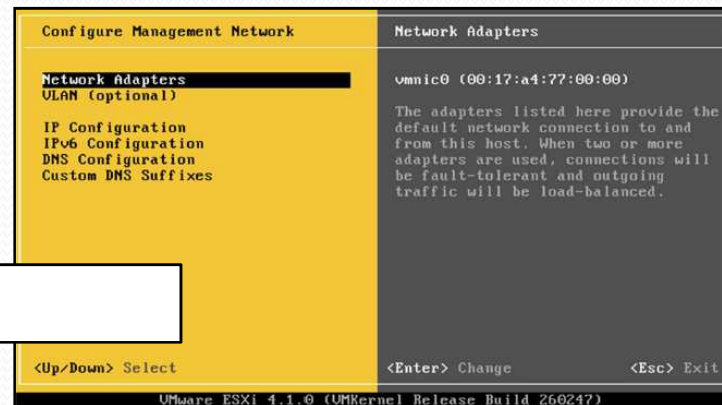 Configure Management Network
Network Adapters
Network Adapters
VLAN (optional)
IP Configuration
IPv6 Configuration
DNS Configuration
Custom DNS Suffixes
vmnic0 (00:17:a4:77:00:00)
The adapters listed here provide the
default network connection to and
from this host. When two or more
adapters are used, connections will
be fault-tolerant and outgoing
traffic will be load-balanced.
<Up/Down> Select
<Enter> Change
<Esc> Exit
VMware ESXi 4.1.0 (VMKernel Release Build 260247)